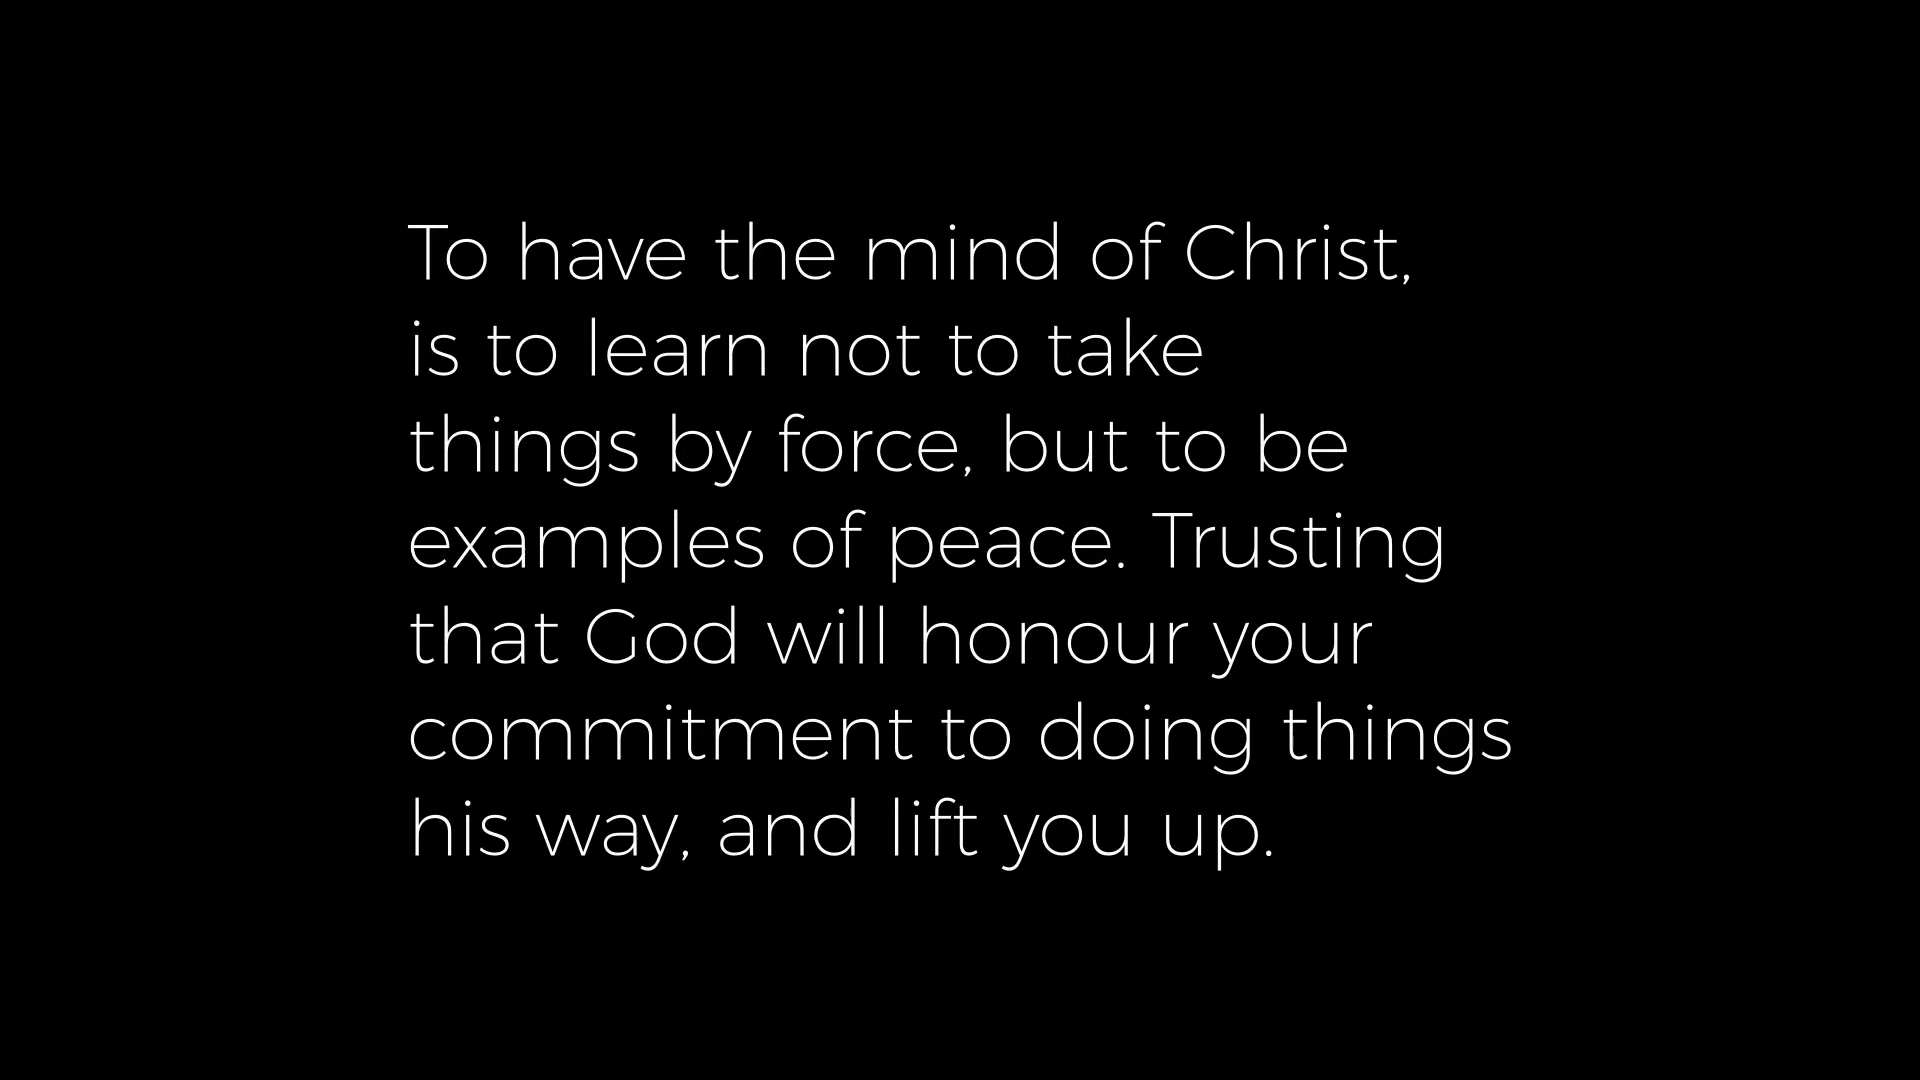 To have the mind of Christ,
is to learn not to take
things by force, but to be
examples of peace. Trusting
that God will honour your
commitment to doing things
his way, and lift you up.